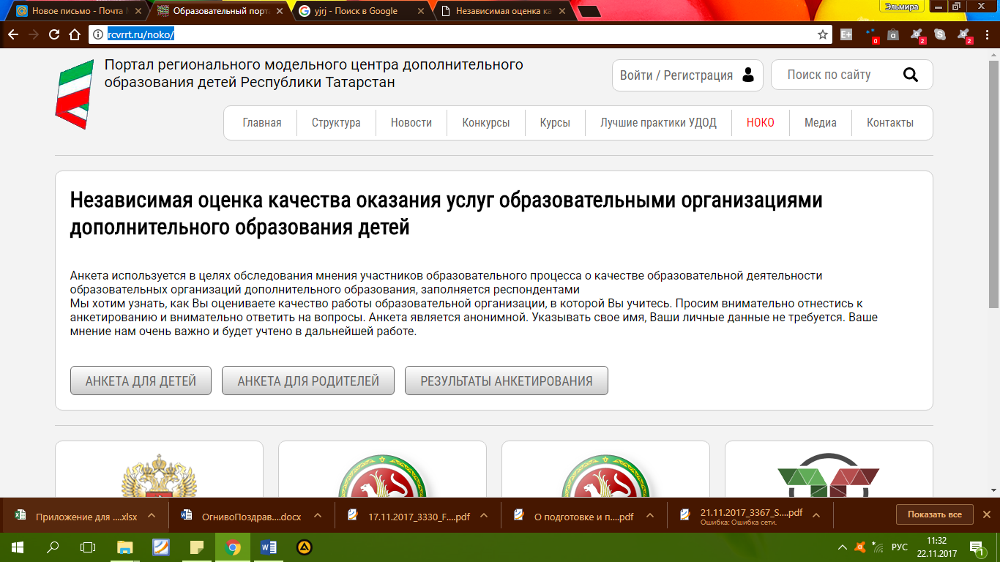 Новое письмо - Почта
Образовательный порта
yjrj - Поиск в Google
Независимая оценка ка
Эльмира
rcvrrt.ru/noko/
E+
a
0
2
2
Портал регионального модельного центра дополнительного
образования детей Республики Татарстан
Войти / Регистрация
Поиск по сайту
Главная
Структура
Новости
Конкурсы
Курсы
Лучшие практики УДОД
НОКО
Медиа
Контакты
Независимая оценка качества оказания услуг образовательными организациями
дополнительного образования детей
Анкета используется в целях обследования мнения участников образовательного процесса о качестве образовательной деятельности
образовательных организаций дополнительного образования, заполняется респондентами
Мы хотим узнать, как Вы оцениваете качество работы образовательной организации, в которой Вы учитесь. Просим внимательно отнестись к
анкетированию и внимательно ответить на вопросы. Анкета является анонимной. Указывать свое имя, Ваши личные данные не требуется. Ваше
мнение нам очень важно и будет учтено в дальнейшей работе.
АНКЕТА ДЛЯ ДЕТЕЙ
АНКЕТА ДЛЯ РОДИТЕЛЕЙ
РЕЗУЛЬТАТЫ АНКЕТИРОВАНИЯ
Приложение для ....xlsx
ОгнивоПоздрав....docx
17.11.2017_3330_F....pdf
О подготовке и п....pdf
21.11.2017_3367_S....pdf
Ошибка: Ошибка сети.
Показать все
РУС
11:32
22.11.2017
1